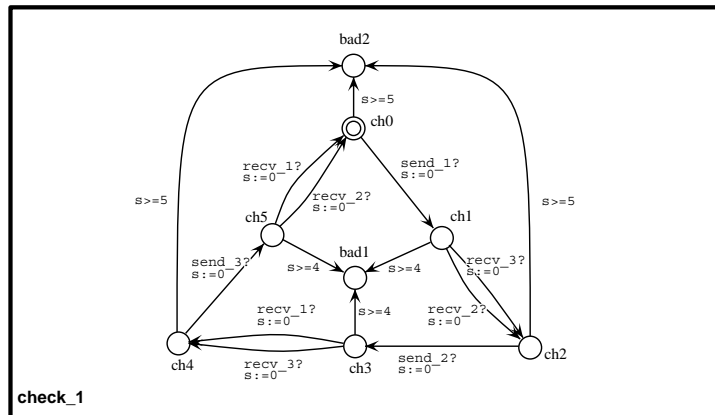 bad2
s>=5
ch0
recv_1?
s:=0
send_1?
s:=0
recv_2?
s:=0
s>=5
s>=5
ch5
ch1
bad1
send_3?
s:=0
s>=4
s>=4
recv_3?
s:=0
recv_1?
s:=0
s>=4
recv_2?
s:=0
ch4
recv_3?
s:=0
ch3
send_2?
s:=0
ch2
check_1